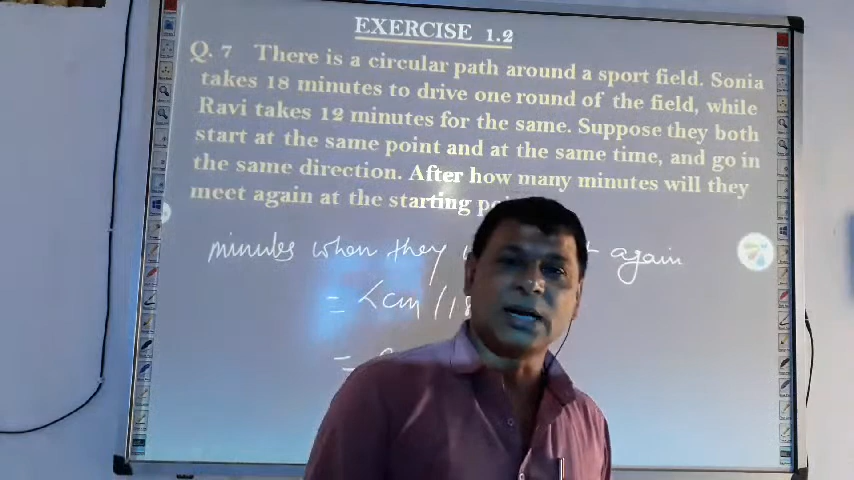 EXERCISE 1.2
Q. 7 There is a circular path around a sport field. Sonia
takes 18 minutes to drive one round of the field, while
Ravi takes 12 minutes for the same. Suppose they both
start at the same point and at the same time, and go in
the same direction. After how many minutes will they
meet again at the starting
minutes when they again
= LCM (18
=